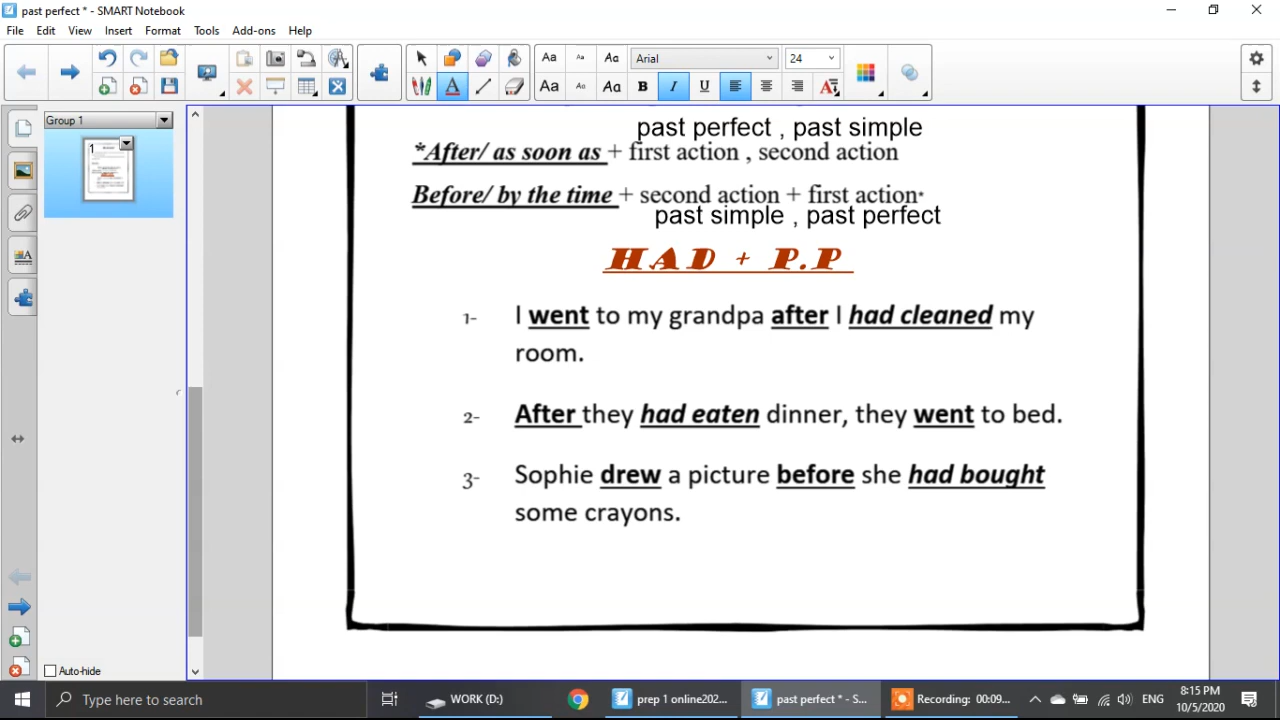 past perfect * - SMART Notebook
File Edit View Insert Format Tools Add-ons Help
Arial 24
Group 1
1
past perfect , past simple
*After/ as soon as + first action , second action
Before/ by the time + second action + first action*
past simple , past perfect
HAD + P.P
1- I went to my grandpa after I had cleaned my
room.
2- After they had eaten dinner, they went to bed.
3- Sophie drew a picture before she had bought
some crayons.
Auto-hide
Type here to search
WORK (D:)
prep 1 online202...
past perfect * - S...
Recording: 00:09...
ENG
8:15 PM
10/5/2020